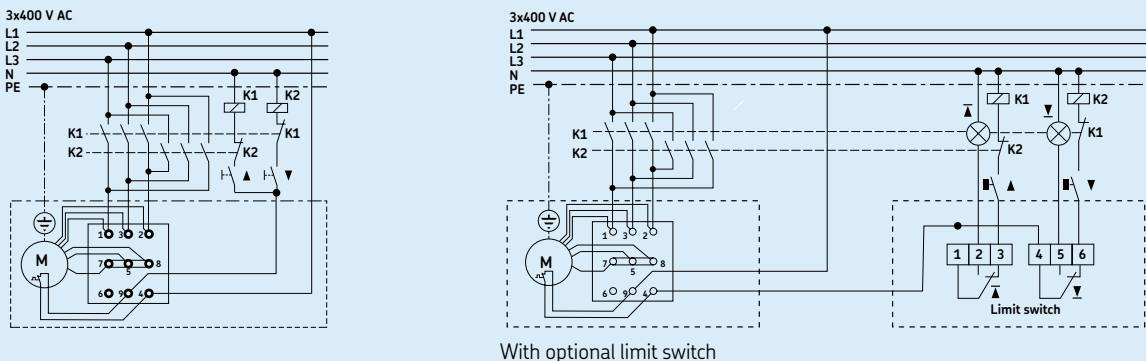 3x400 V AC
L1
L2
L3
N
PE
K1 K2
K1 K1
K2 K2
M
1 3 2
7 5 8
6 9 4
3x400 V AC
L1
L2
L3
N
PE
K1 K2
K1 K1
K2 K2
M
1 3 2
7 5 8
6 9 4
1 2 3 4 5 6
Limit switch
With optional limit switch